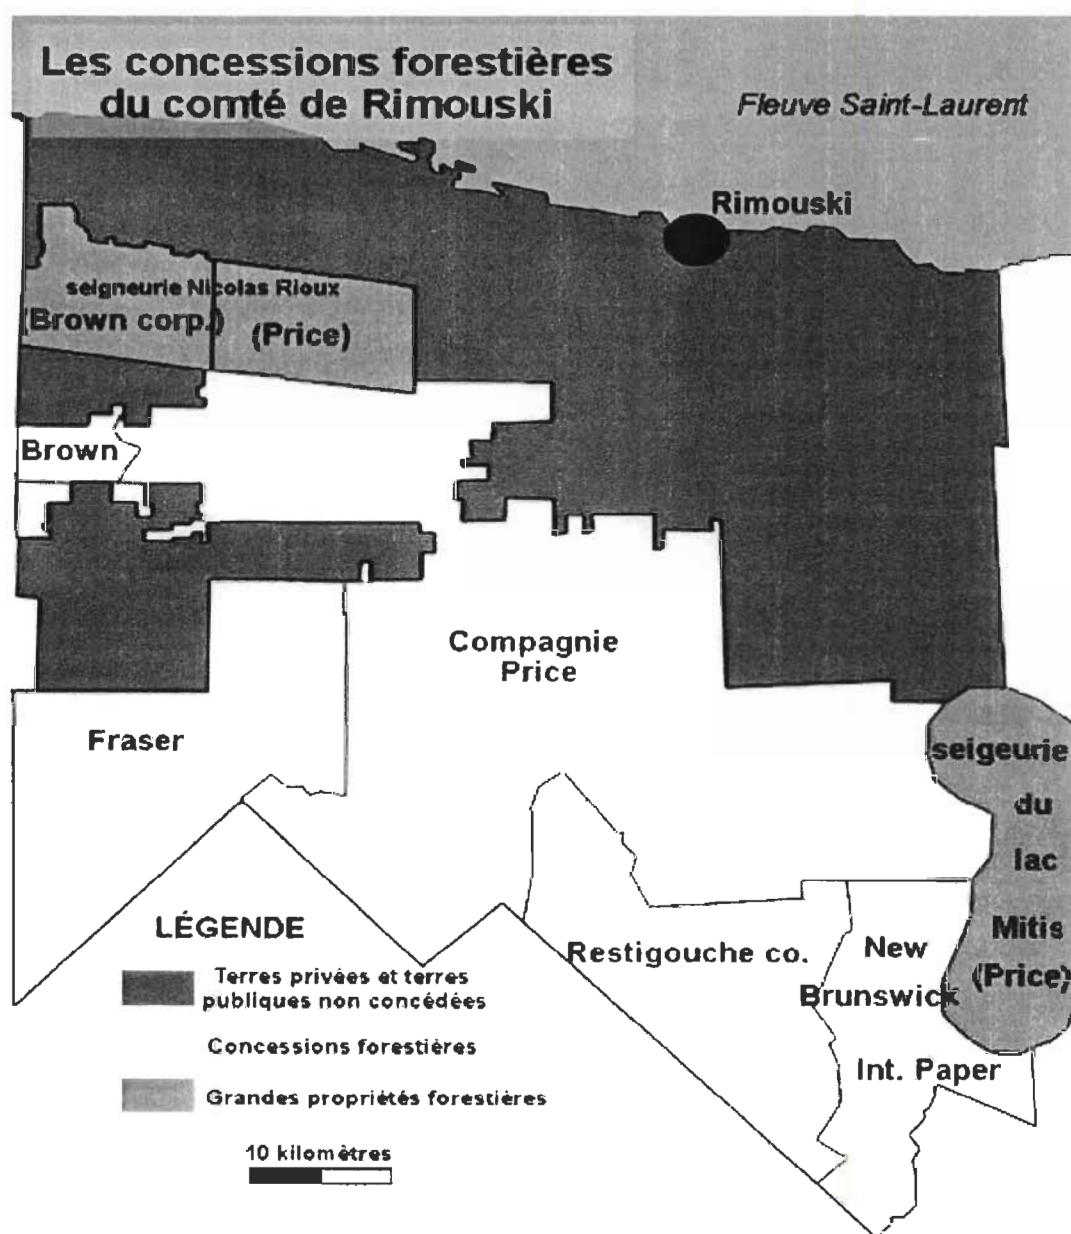 Les concessions forestières
du comté de Rimouski
Fleuve Saint-Laurent
Rimouski
seigneurie Nicolas Rioux
(Brown corp.)
(Price)
Brown
Compagnie
Price
Fraser
seigeurie
du
lac
Mitis
(Price)
Restigouche co.
New
Brunswick
Int. Paper
LÉGENDE
Terres privées et terres
publiques non concédées
Concessions forestières
Grandes propriétés forestières
10 kilomètres